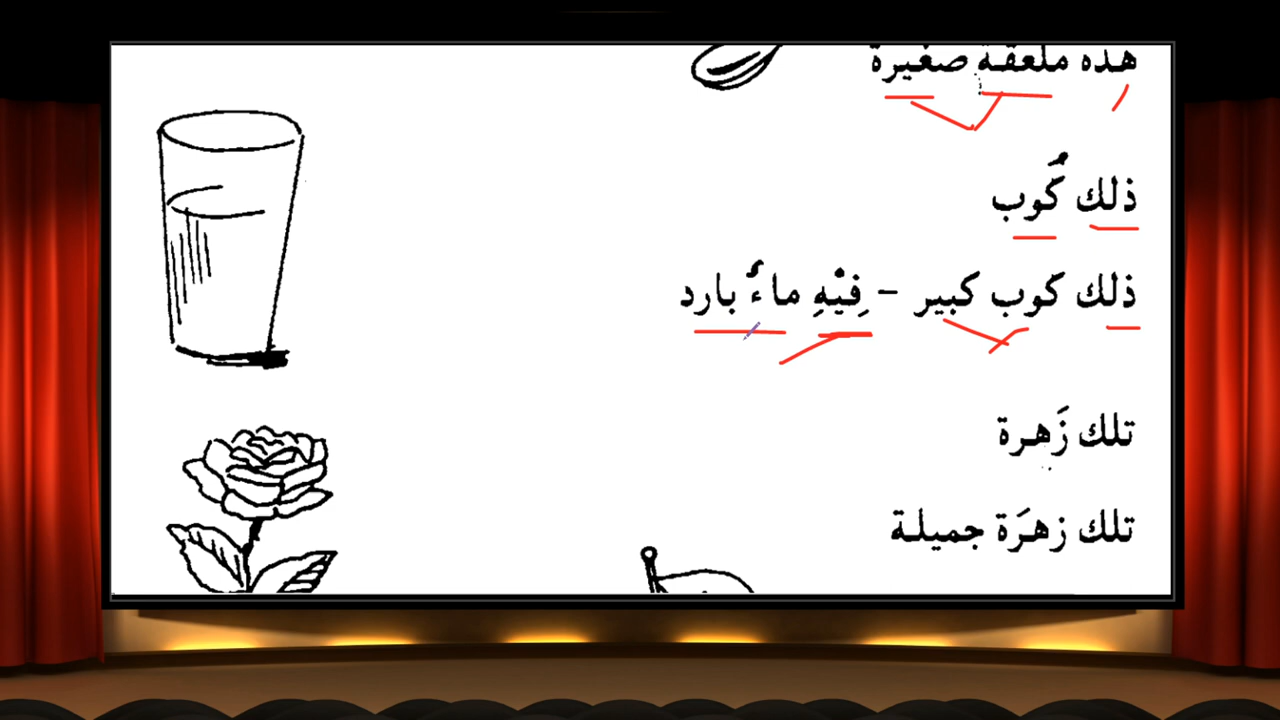 هذه ملعقة صغيرة
ذلك كُوب
ذلك كوب كبير – فِيْهِ ماءٌ بارد
تلك زَهرة
تلك زهرَة جميلة